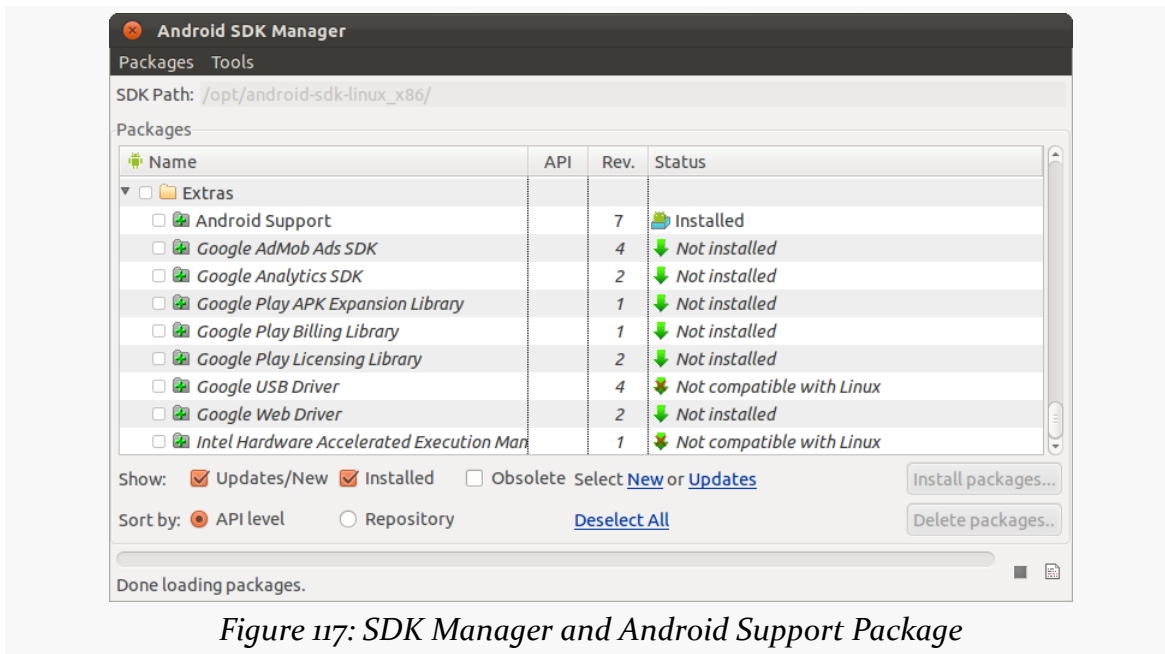 Android SDK Manager
Packages Tools
SDK Path: /opt/android-sdk-linux_x86/
Packages
Name API Rev. Status
Extras
Android Support 7 Installed
Google AdMob Ads SDK 4 Not installed
Google Analytics SDK 2 Not installed
Google Play APK Expansion Library 1 Not installed
Google Play Billing Library 1 Not installed
Google Play Licensing Library 2 Not installed
Google USB Driver 4 Not compatible with Linux
Google Web Driver 2 Not installed
Intel Hardware Accelerated Execution Man 1 Not compatible with Linux
Show: Updates/New Installed Obsolete Select New or Updates Install packages...
Sort by: API level Repository Deselect All Delete packages..
Done loading packages.
Figure 117: SDK Manager and Android Support Package